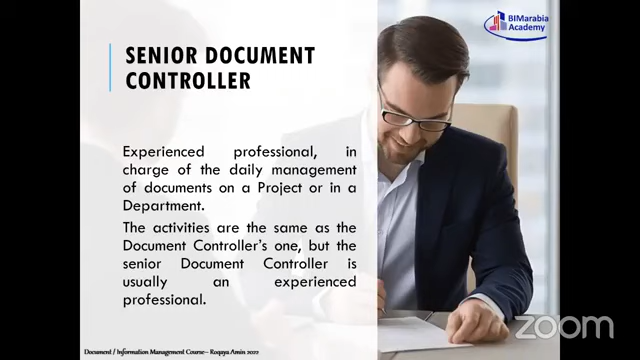 BIMarabia
Academy
SENIOR DOCUMENT
CONTROLLER
Experienced professional, in
charge of the daily management
of documents on a Project or in a
Department.
The activities are the same as the
Document Controller's one, but the
senior Document Controller is
usually an experienced
professional.
zoom
Document / Information Management Course– Roqaya Amin 2022